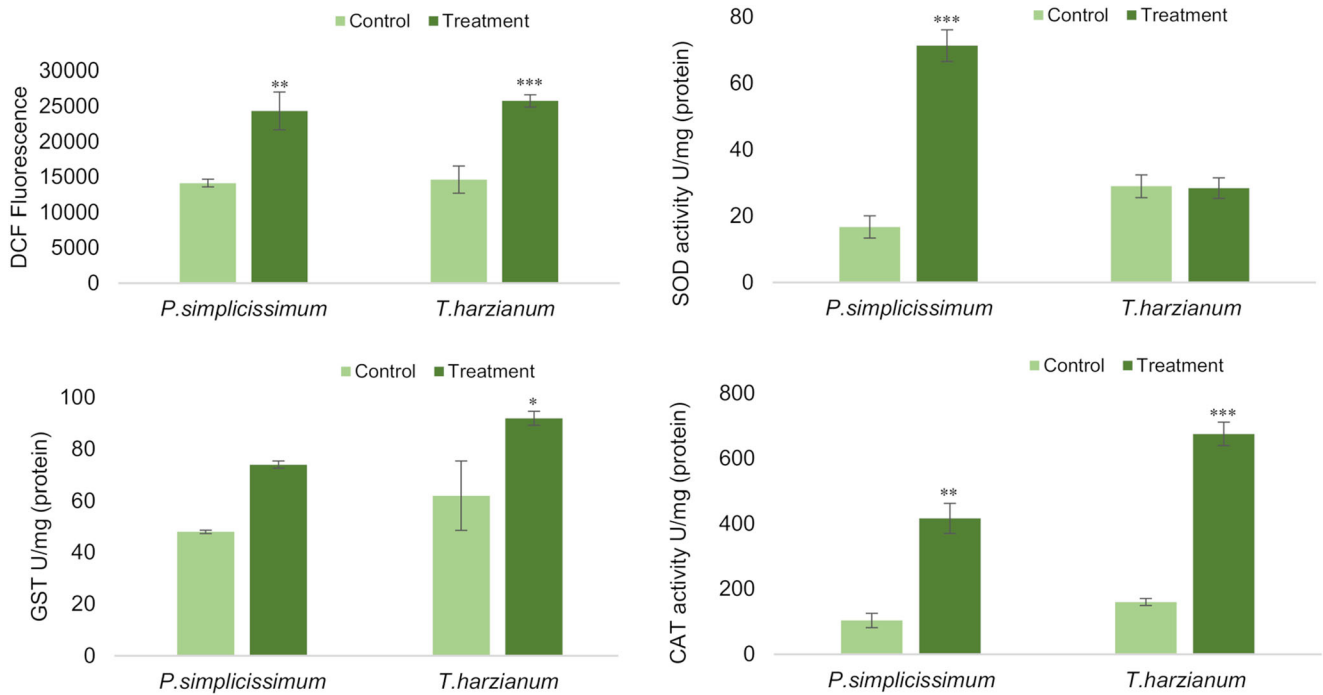 Control Treatment
DCF Fluorescence
30000
25000
20000
15000
10000
5000
0
**
***
P.simplicissimum T.harzianum
Control Treatment
SOD activity U/mg (protein)
80
60
40
20
0
***
P.simplicissimum T.harzianum
Control Treatment
GST U/mg (protein)
100
80
60
40
20
0
*
P.simplicissimum T.harzianum
Control Treatment
CAT activity U/mg (protein)
800
600
400
200
0
**
***
P.simplicissimum T.harzianum